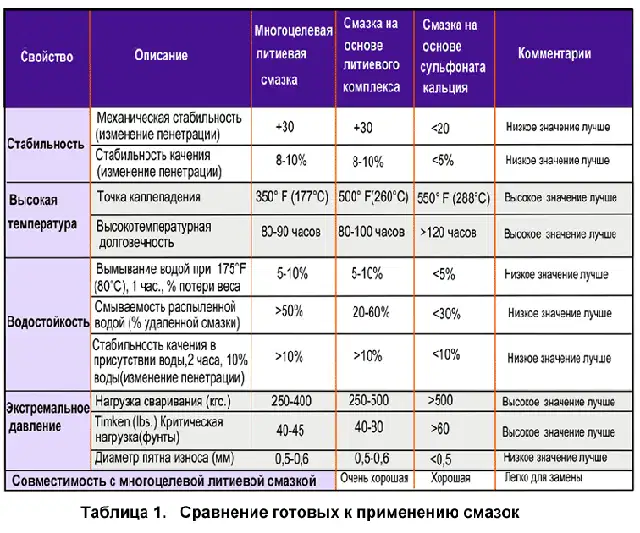 Свойство
Описание
Многоцелевая
литиевая
смазка
Смазка на
основе
литиевого
комплекса
Смазка на
основе
сульфоната
кальция
Комментарии
Стабильность
Механическая стабильность
(изменение пенетрации)
+30
+30
<20
Низкое значение лучше
Стабильность качения
(изменение пенетрации)
8-10%
8-10%
<5%
Низкое значение лучше
Высокая
температура
Точка каплепадения
350° F (177°C)
500° F(260°C)
550° F (288°C)
Высокое значение лучше
Высокотемпературная
долговечность
80-90 часов
80-100 часов
>120 часов
Высокое значение лучше
Водостойкость
Вымывание водой при 175°F
(80°C), 1 час., % потери веса
5-10%
5-10%
<5%
Низкое значение лучше
Смываемость распыленной
водой (% удаленной смазки)
>50%
20-60%
<30%
Низкое значение лучше
Стабильность качения в
присутствии воды,2 часа, 10%
воды(изменение пенетрации)
>10%
>10%
<10%
Низкое значение лучше
Экстремальное
давление
Нагрузка сваривания (кгс.)
250-400
250-500
>500
Высокое значение лучше
Timken (lbs.) Критическая
нагрузка(фунты)
40-45
>60
Высокое значение лучше
Диаметр пятна износа (мм)
0,5-0,6
0,5-0,6
<0,5
Низкое значение лучше
Совместимость с многоцелевой литиевой смазкой
Очень хорошая
Хорошая
Легко для замены
Таблица 1. Сравнение готовых к применению смазок